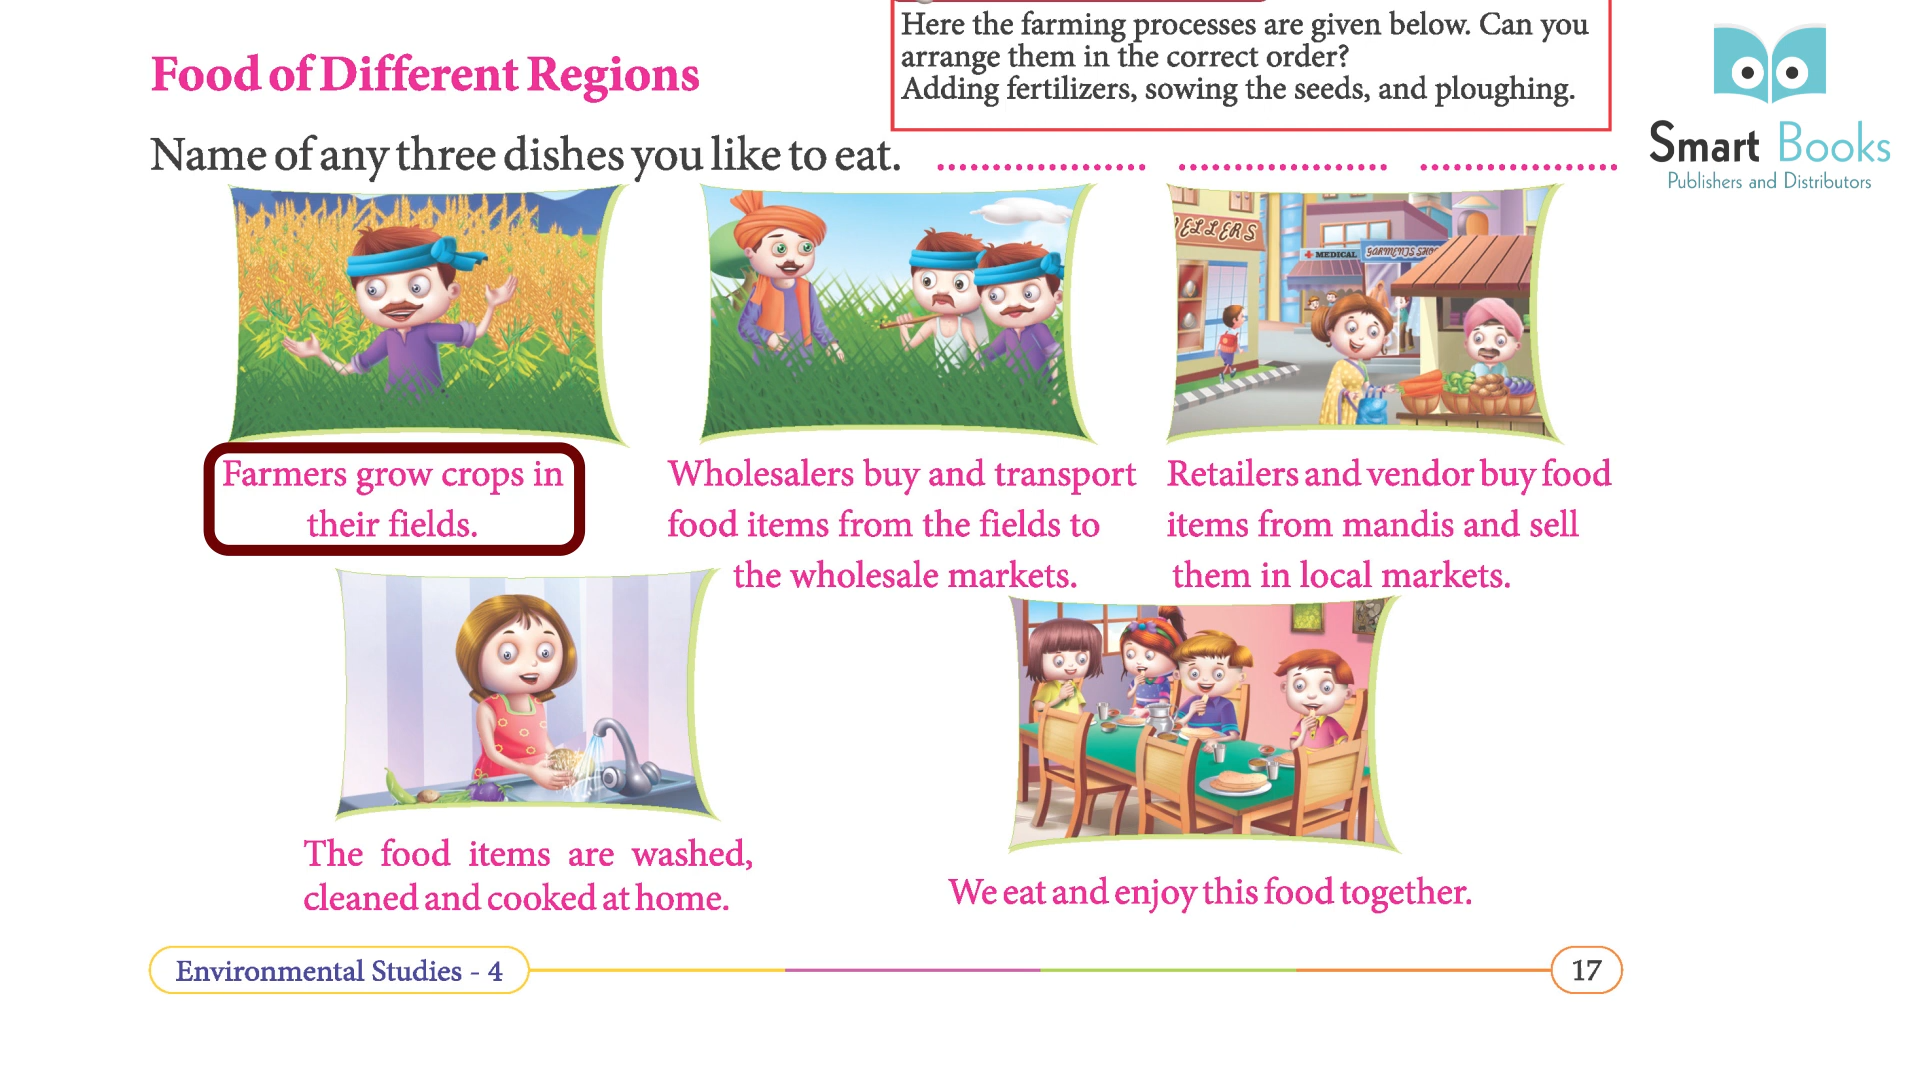 Here the farming processes are given below. Can you
arrange them in the correct order?
Adding fertilizers, sowing the seeds, and ploughing.
Smart Books
Publishers and Distributors
Food of Different Regions
Name of any three dishes you like to eat. .................... .................... ....................
ELLERS
MEDICAL
GARMENTS SHO
Farmers grow crops in
their fields.
Wholesalers buy and transport
food items from the fields to
the wholesale markets.
Retailers and vendor buy food
items from mandis and sell
them in local markets.
The food items are washed,
cleaned and cooked at home.
We eat and enjoy this food together.
Environmental Studies - 4
17